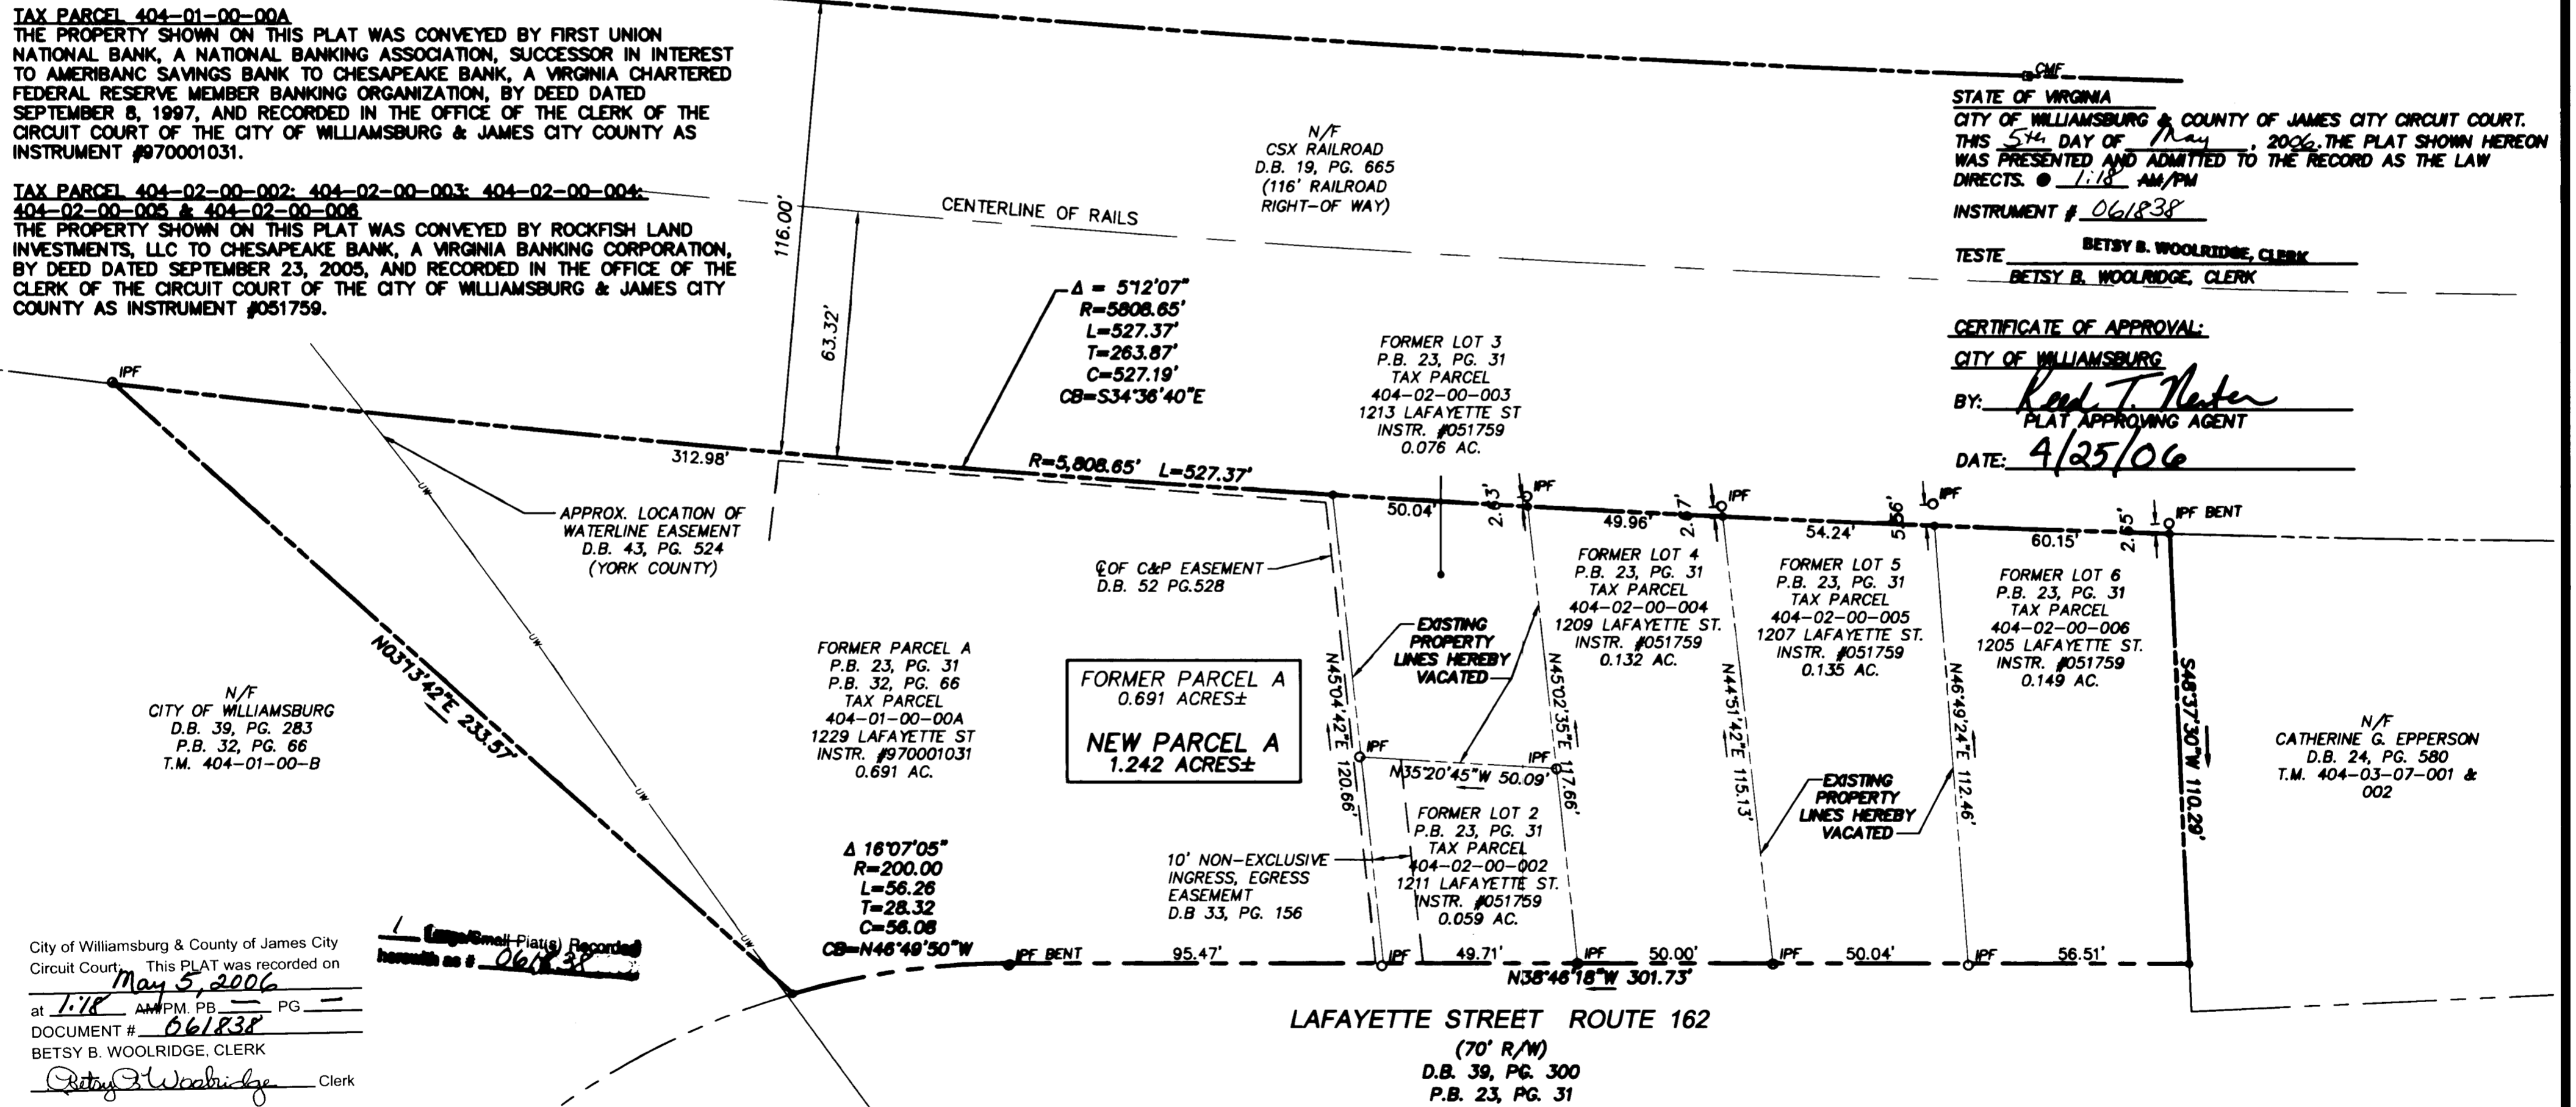 TAX PARCEL 404-01-00-00A
THE PROPERTY SHOWN ON THIS PLAT WAS CONVEYED BY FIRST UNION
NATIONAL BANK, A NATIONAL BANKING ASSOCIATION, SUCCESSOR IN INTEREST
TO AMERIBANC SAVINGS BANK TO CHESAPEAKE BANK, A VIRGINIA CHARTERED
FEDERAL RESERVE MEMBER BANKING ORGANIZATION, BY DEED DATED
SEPTEMBER 8, 1997, AND RECORDED IN THE OFFICE OF THE CLERK OF THE
CIRCUIT COURT OF THE CITY OF WILLIAMSBURG & JAMES CITY COUNTY AS
INSTRUMENT #970001031.
TAX PARCEL 404-02-00-002; 404-02-00-003; 404-02-00-004;
404-02-00-005 & 404-02-00-006
THE PROPERTY SHOWN ON THIS PLAT WAS CONVEYED BY ROCKFISH LAND
INVESTMENTS, LLC TO CHESAPEAKE BANK, A VIRGINIA BANKING CORPORATION,
BY DEED DATED SEPTEMBER 23, 2005, AND RECORDED IN THE OFFICE OF THE
CLERK OF THE CIRCUIT COURT OF THE CITY OF WILLIAMSBURG & JAMES CITY
COUNTY AS INSTRUMENT #051759.
116.00'
63.32'
CENTERLINE OF RAILS
N/F
CSX RAILROAD
D.B. 19, PG. 665
(116' RAILROAD
RIGHT-OF WAY)
CMF
STATE OF VIRGINIA
CITY OF WILLIAMSBURG & COUNTY OF JAMES CITY CIRCUIT COURT.
THIS 5th DAY OF May, 2006. THE PLAT SHOWN HEREON
WAS PRESENTED AND ADMITTED TO THE RECORD AS THE LAW
DIRECTS. @ 1:18 AM/PM
INSTRUMENT # 061838
TESTE BETSY B. WOOLRIDGE, CLERK
BETSY B. WOOLRIDGE, CLERK
CERTIFICATE OF APPROVAL:
CITY OF WILLIAMSBURG
BY: Reed T. Nester
PLAT APPROVING AGENT
DATE: 4/25/06
Δ = 5°12'07"
R=5808.65'
L=527.37'
T=263.87'
C=527.19'
CB=S34°36'40"E
FORMER LOT 3
P.B. 23, PG. 31
TAX PARCEL
404-02-00-003
1213 LAFAYETTE ST
INSTR. #051759
0.076 AC.
IPF
312.98'
R=5,808.65' L=527.37'
50.04'
2.63'
IPF
49.96'
2.67'
IPF
54.24'
5.56'
IPF
60.15'
2.55'
IPF BENT
APPROX. LOCATION OF
WATERLINE EASEMENT
D.B. 43, PG. 524
(YORK COUNTY)
UW
UW
UW
UW
℄ OF C&P EASEMENT
D.B. 52 PG.528
EXISTING
PROPERTY
LINES HEREBY
VACATED
FORMER LOT 4
P.B. 23, PG. 31
TAX PARCEL
404-02-00-004
1209 LAFAYETTE ST.
INSTR. #051759
0.132 AC.
FORMER LOT 5
P.B. 23, PG. 31
TAX PARCEL
404-02-00-005
1207 LAFAYETTE ST.
INSTR. #051759
0.135 AC.
FORMER LOT 6
P.B. 23, PG. 31
TAX PARCEL
404-02-00-006
1205 LAFAYETTE ST.
INSTR. #051759
0.149 AC.
N03°13'42"E 233.57'
N/F
CITY OF WILLIAMSBURG
D.B. 39, PG. 283
P.B. 32, PG. 66
T.M. 404-01-00-B
FORMER PARCEL A
P.B. 23, PG. 31
P.B. 32, PG. 66
TAX PARCEL
404-01-00-00A
1229 LAFAYETTE ST
INSTR. #970001031
0.691 AC.
FORMER PARCEL A
0.691 ACRES±
NEW PARCEL A
1.242 ACRES±
N45°04'42"E 120.66'
N45°02'35"E 117.66'
N44°51'42"E 115.13'
N46°49'24"E 112.46'
S48°37'30"W 110.29'
N/F
CATHERINE G. EPPERSON
D.B. 24, PG. 580
T.M. 404-03-07-001 &
002
IPF
IPF
N35°20'45"W 50.09'
FORMER LOT 2
P.B. 23, PG. 31
TAX PARCEL
404-02-00-002
1211 LAFAYETTE ST.
INSTR. #051759
0.059 AC.
EXISTING
PROPERTY
LINES HEREBY
VACATED
10' NON-EXCLUSIVE
INGRESS, EGRESS
EASEMEMT
D.B 33, PG. 156
Δ 16°07'05"
R=200.00
L=56.26
T=28.32
C=56.08
CB=N46°49'50"W
IPF BENT
95.47'
IPF
49.71'
IPF
50.00'
IPF
50.04'
IPF
56.51'
N38°46'18"W 301.73'
LAFAYETTE STREET ROUTE 162
(70' R/W)
D.B. 39, PG. 300
P.B. 23, PG. 31
City of Williamsburg & County of James City
Circuit Court: This PLAT was recorded on
May 5, 2006
at 1:18 AM/PM. PB — PG —
DOCUMENT # 061838
BETSY B. WOOLRIDGE, CLERK
Betsy B Woolridge Clerk
1 Large/Small Plat(s) Recorded
herewith as # 061838